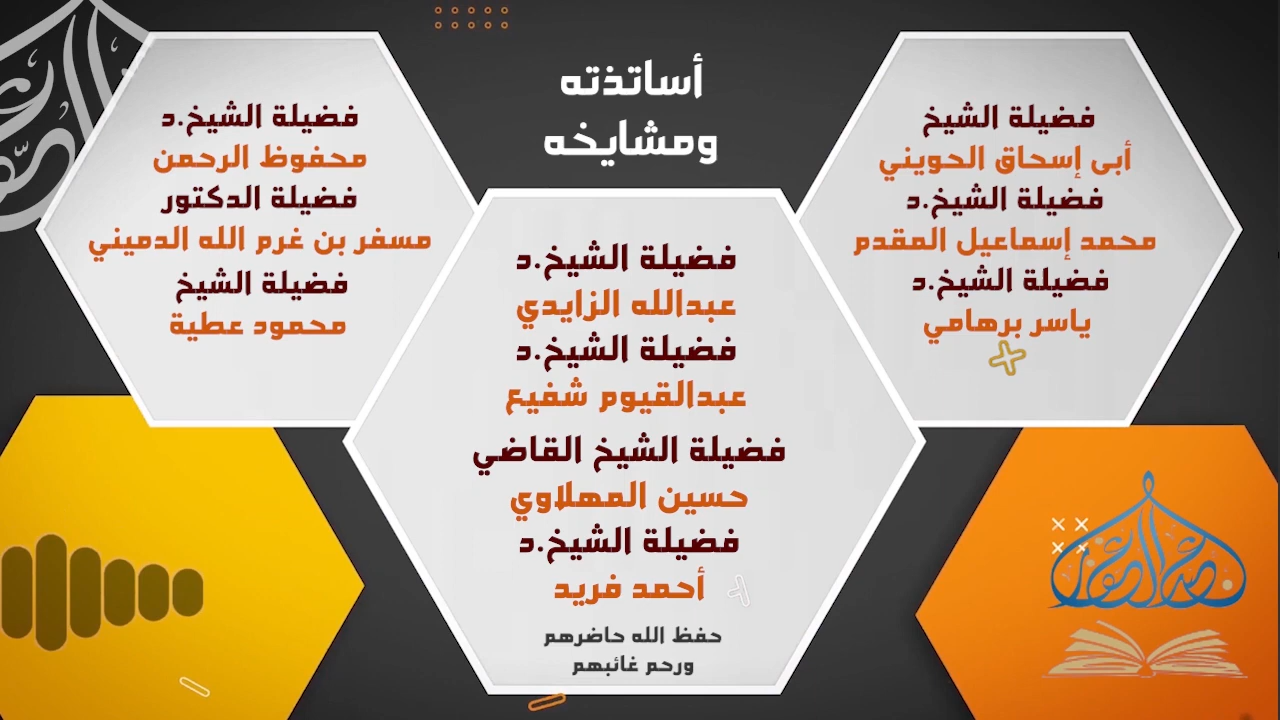 أساتذته
ومشايخه
فضيلة الشيخ
أبى إسحاق الحويني
فضيلة الشيخ.د
محمد إسماعيل المقدم
فضيلة الشيخ.د
ياسر برهامي
فضيلة الشيخ.د
عبدالله الزايدي
فضيلة الشيخ.د
عبدالقيوم شفيع
فضيلة الشيخ القاضي
حسين المهلاوي
فضيلة الشيخ.د
أحمد فريد
حفظ الله حاضرهم
ورحم غائبهم
فضيلة الشيخ.د
محفوظ الرحمن
فضيلة الدكتور
مسفر بن غرم الله الدميني
فضيلة الشيخ
محمود عطية